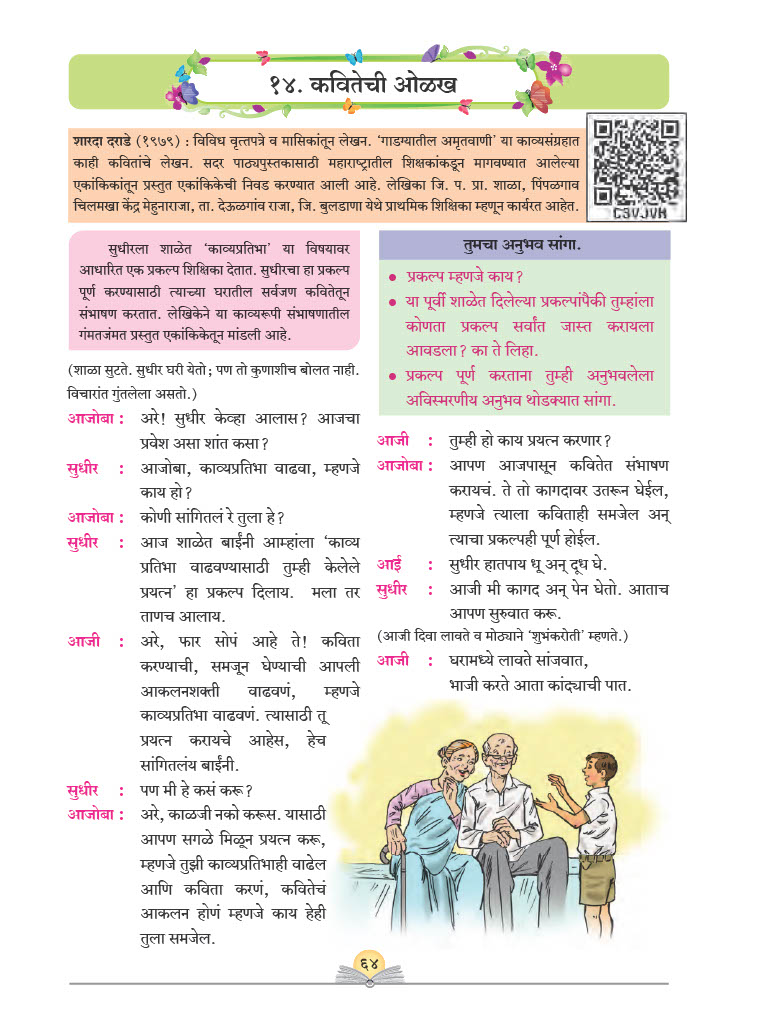 १४. कवितेची ओळख
शारदा दराडे (१९७९) : विविध वृत्तपत्रे व मासिकांतून लेखन. ‘गाडग्यातील अमृतवाणी’ या काव्यसंग्रहात
काही कवितांचे लेखन. सदर पाठ्यपुस्तकासाठी महाराष्ट्रातील शिक्षकांकडून मागवण्यात आलेल्या
एकांकिकांतून प्रस्तुत एकांकिकेची निवड करण्यात आली आहे. लेखिका जि. प. प्रा. शाळा, पिंपळगाव
चिलमखा केंद्र मेहुनाराजा, ता. देऊळगांव राजा, जि. बुलडाणा येथे प्राथमिक शिक्षिका म्हणून कार्यरत आहेत.
C3VJVH
सुधीरला शाळेत ‘काव्यप्रतिभा’ या विषयावर
आधारित एक प्रकल्प शिक्षिका देतात. सुधीरचा हा प्रकल्प
पूर्ण करण्यासाठी त्याच्या घरातील सर्वजण कवितेतून
संभाषण करतात. लेखिकेने या काव्यरूपी संभाषणातील
गंमतजंमत प्रस्तुत एकांकिकेतून मांडली आहे.
(शाळा सुटते. सुधीर घरी येतो; पण तो कुणाशीच बोलत नाही.
विचारांत गुंतलेला असतो.)
आजोबा : अरे! सुधीर केव्हा आलास? आजचा
प्रवेश असा शांत कसा?
सुधीर : आजोबा, काव्यप्रतिभा वाढवा, म्हणजे
काय हो?
आजोबा : कोणी सांगितलं रे तुला हे?
सुधीर : आज शाळेत बाईंनी आम्हांला ‘काव्य
प्रतिभा वाढवण्यासाठी तुम्ही केलेले
प्रयत्न’ हा प्रकल्प दिलाय. मला तर
ताणच आलाय.
आजी : अरे, फार सोपं आहे ते! कविता
करण्याची, समजून घेण्याची आपली
आकलनशक्ती वाढवणं, म्हणजे
काव्यप्रतिभा वाढवणं. त्यासाठी तू
प्रयत्न करायचे आहेस, हेच
सांगितलंय बाईंनी.
सुधीर : पण मी हे कसं करू?
आजोबा : अरे, काळजी नको करूस. यासाठी
आपण सगळे मिळून प्रयत्न करू,
म्हणजे तुझी काव्यप्रतिभाही वाढेल
आणि कविता करणं, कवितेचं
आकलन होणं म्हणजे काय हेही
तुला समजेल.
तुमचा अनुभव सांगा.
• प्रकल्प म्हणजे काय?
• या पूर्वी शाळेत दिलेल्या प्रकल्पांपैकी तुम्हांला
कोणता प्रकल्प सर्वांत जास्त करायला
आवडला? का ते लिहा.
• प्रकल्प पूर्ण करताना तुम्ही अनुभवलेला
अविस्मरणीय अनुभव थोडक्यात सांगा.
आजी : तुम्ही हो काय प्रयत्न करणार?
आजोबा : आपण आजपासून कवितेत संभाषण
करायचं. ते तो कागदावर उतरून घेईल,
म्हणजे त्याला कविताही समजेल अन्
त्याचा प्रकल्पही पूर्ण होईल.
आई : सुधीर हातपाय धू अन् दूध घे.
सुधीर : आजी मी कागद अन् पेन घेतो. आताच
आपण सुरुवात करू.
(आजी दिवा लावते व मोठ्याने ‘शुभंकरोती’ म्हणते.)
आजी : घरामध्ये लावते सांजवात,
भाजी करते आता कांद्याची पात.
६४